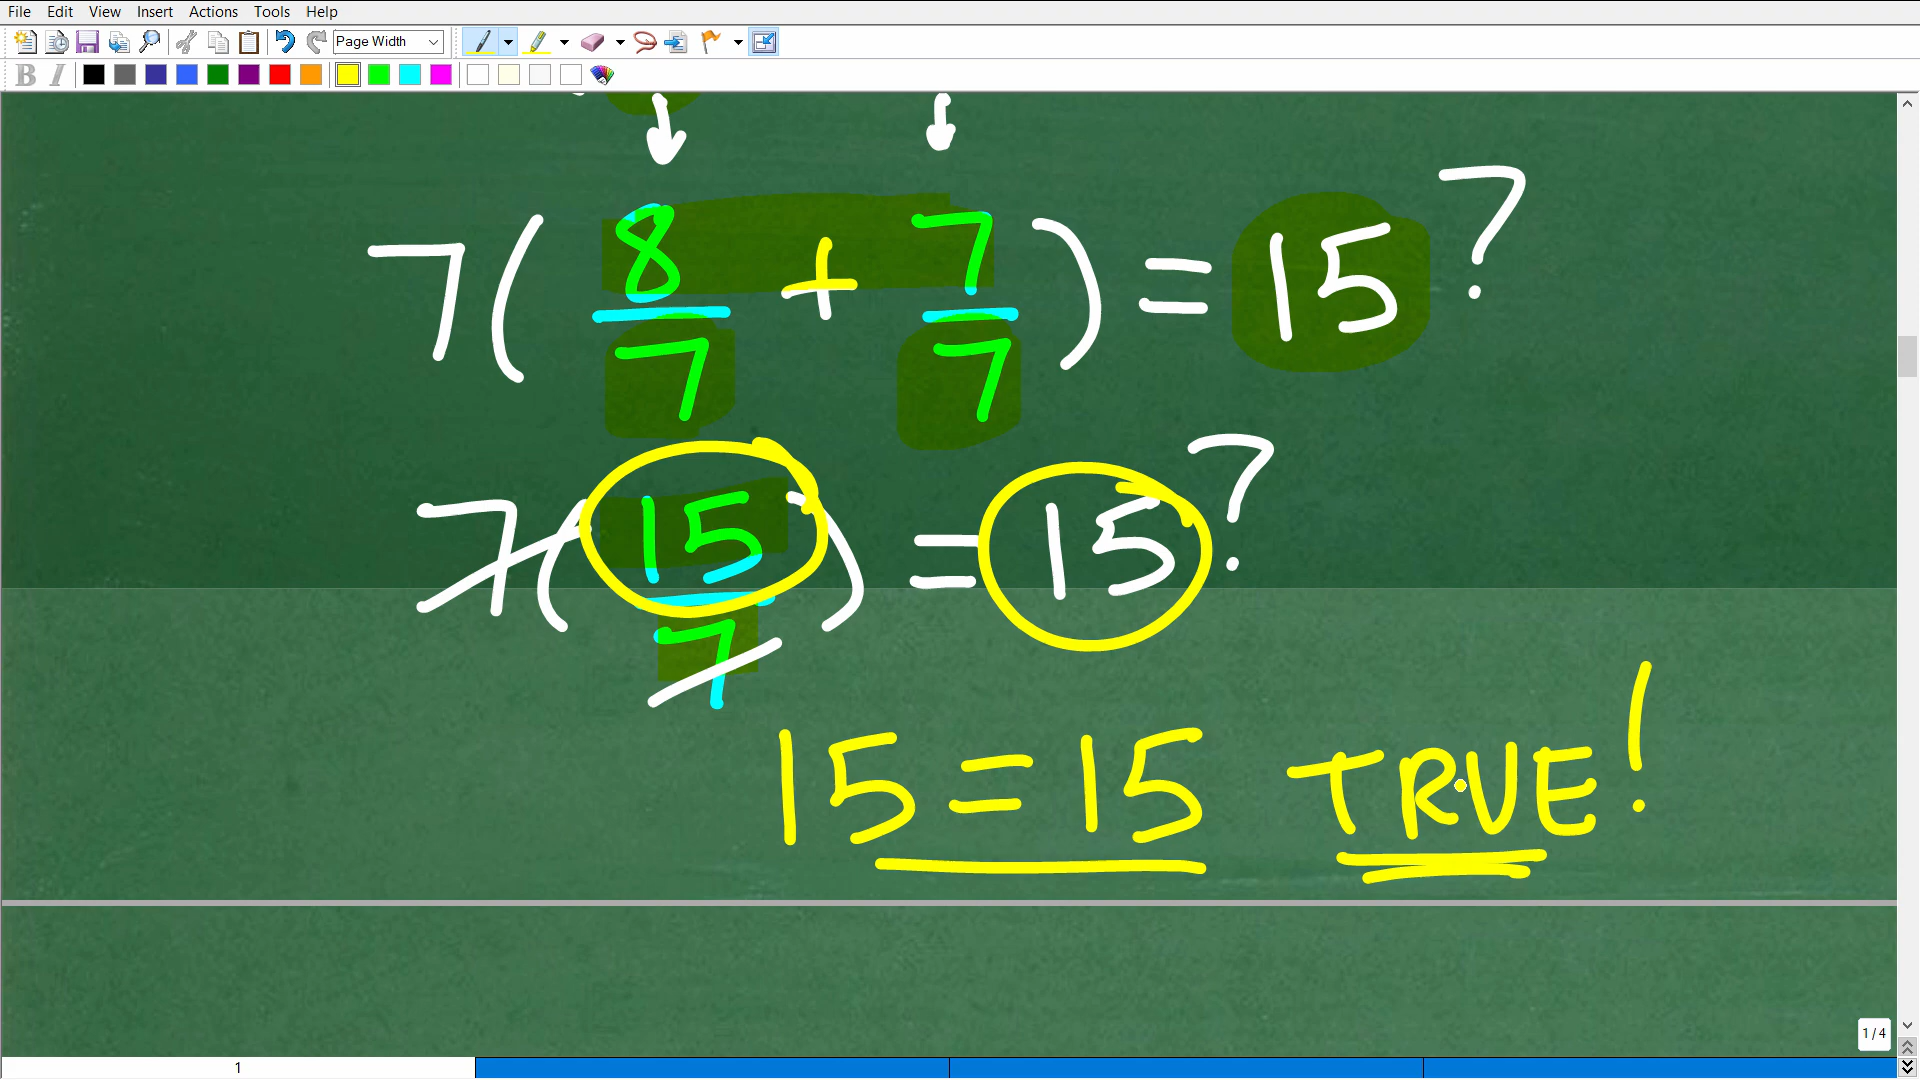 File Edit View Insert Actions Tools Help
Page Width
B I
7(8/7 + 7/7) = 15?
7(15/7) = 15?
15 = 15 TRUE!
1 / 4
1